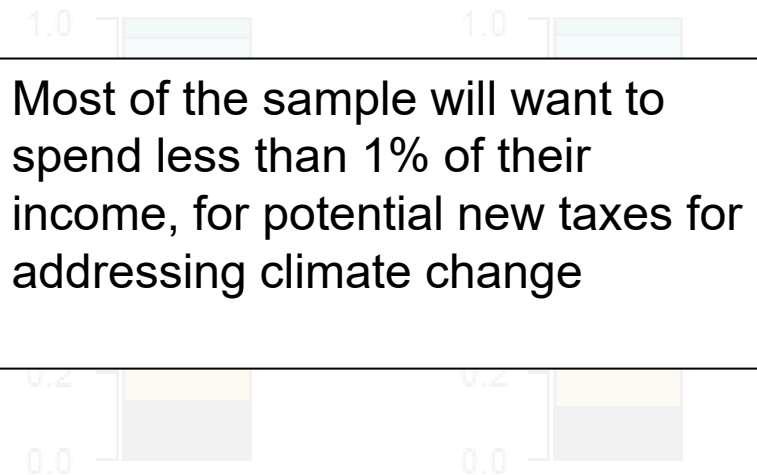 1.0 1.0
Most of the sample will want to
spend less than 1% of their
income, for potential new taxes for
addressing climate change
0.2 0.2
0.0 0.0